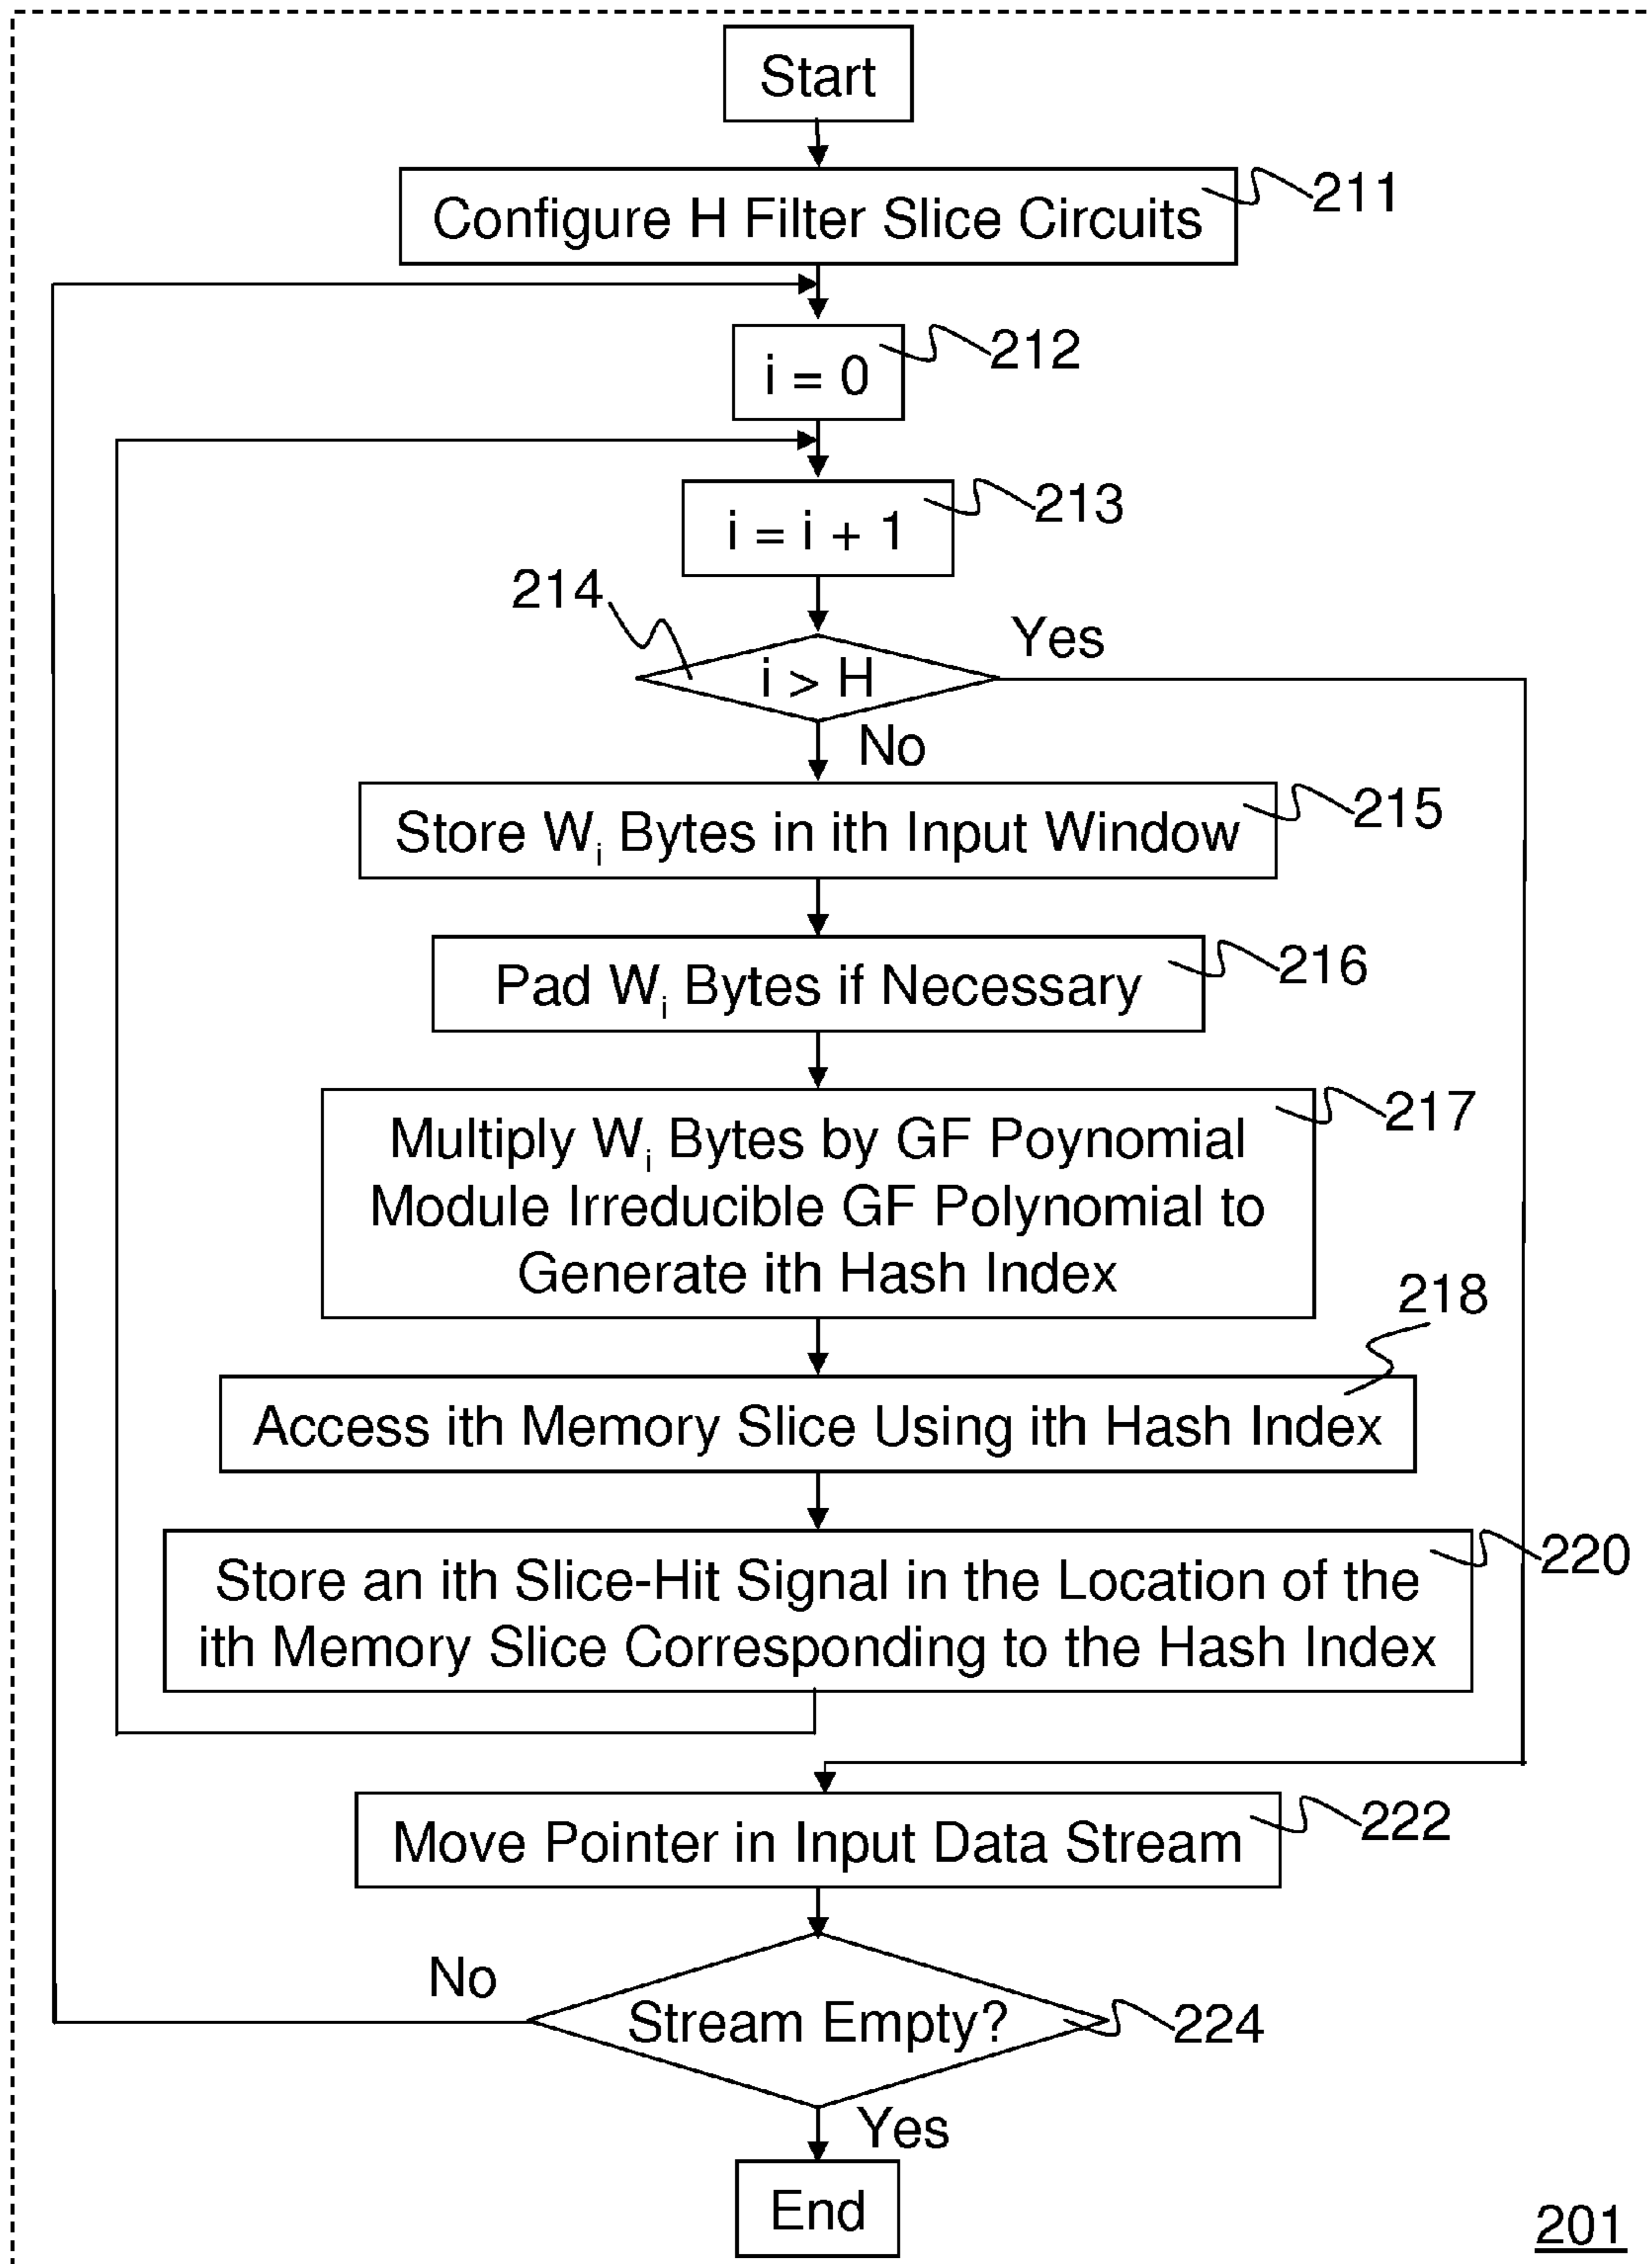 Start
Configure H Filter Slice Circuits
211
i = 0
212
i = i + 1
213
214
i > H
Yes
No
Store Wi Bytes in ith Input Window
215
Pad Wi Bytes if Necessary
216
Multiply Wi Bytes by GF Poynomial
Module Irreducible GF Polynomial to
Generate ith Hash Index
217
218
Access ith Memory Slice Using ith Hash Index
Store an ith Slice-Hit Signal in the Location of the
ith Memory Slice Corresponding to the Hash Index
220
Move Pointer in Input Data Stream
222
No
Stream Empty?
224
Yes
End
201